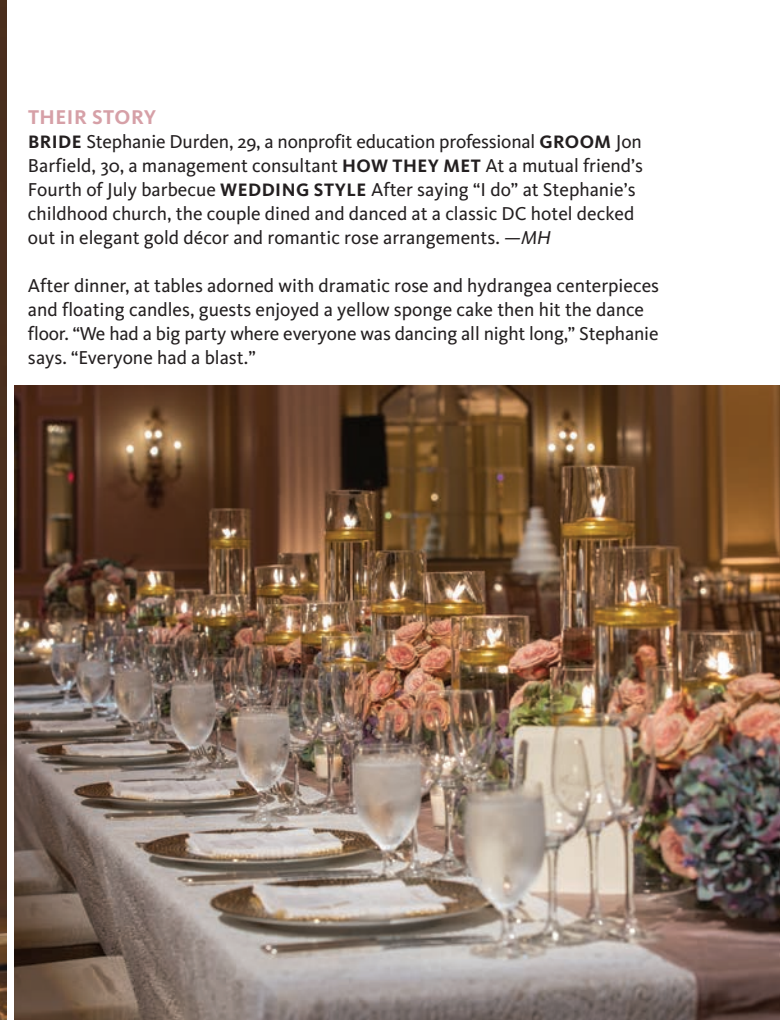 THEIR STORY
BRIDE Stephanie Durden, 29, a nonprofit education professional GROOM Jon
Barfield, 30, a management consultant HOW THEY MET At a mutual friend’s
Fourth of July barbecue WEDDING STYLE After saying “I do” at Stephanie’s
childhood church, the couple dined and danced at a classic DC hotel decked
out in elegant gold décor and romantic rose arrangements. —MH
After dinner, at tables adorned with dramatic rose and hydrangea centerpieces
and floating candles, guests enjoyed a yellow sponge cake then hit the dance
floor. “We had a big party where everyone was dancing all night long,” Stephanie
says. “Everyone had a blast.”